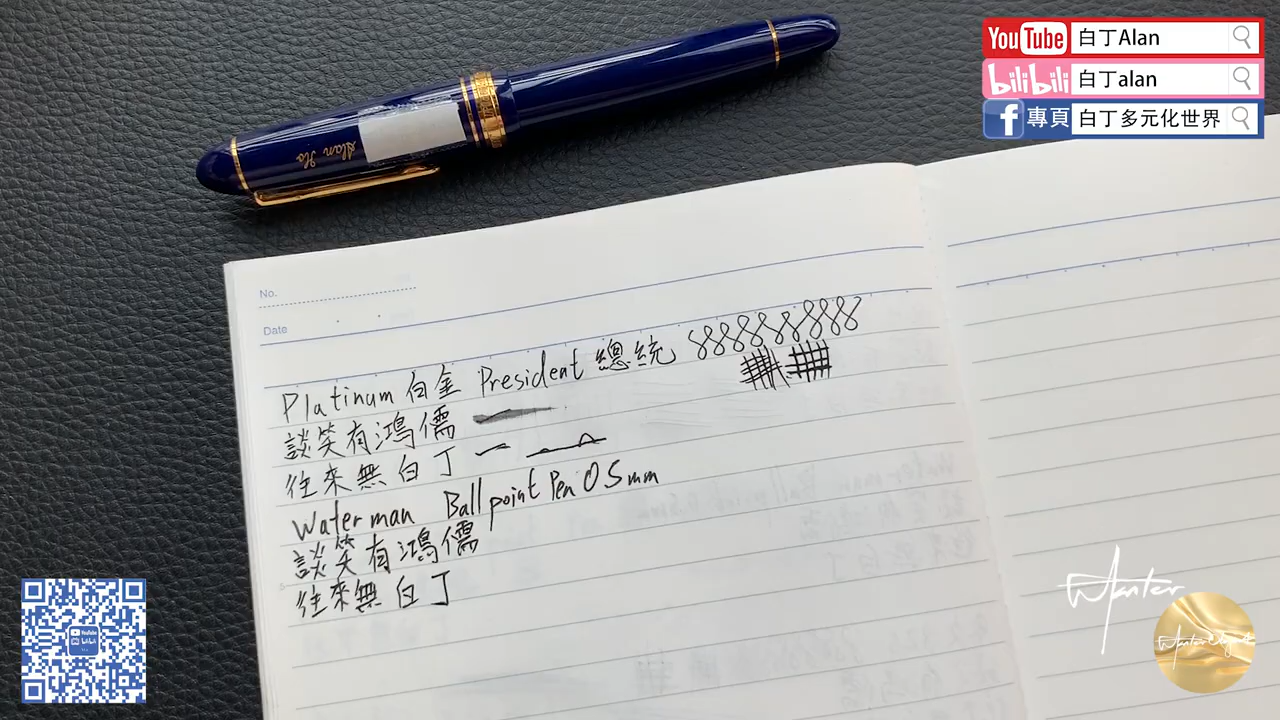 YouTube 白丁Alan
bilibili 白丁alan
f 專頁 白丁多元化世界
Alan Ho
No.
Date
Platinum 白金 President 總統
談笑有鴻儒
往來無白丁
Waterman Ballpoint Pen 0.5mm
談笑有鴻儒
往來無白丁